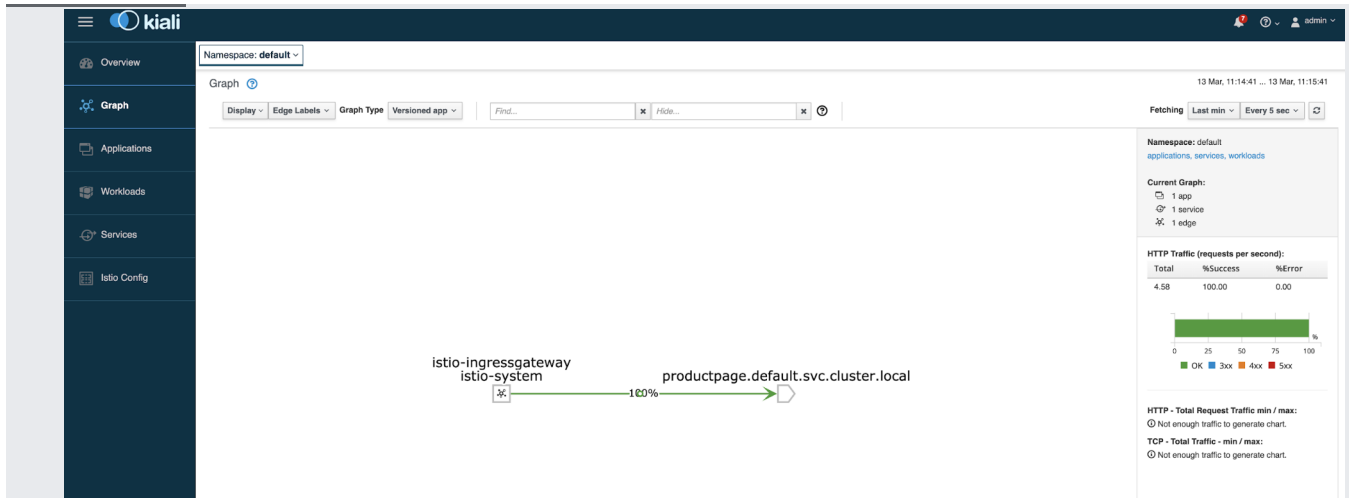 kiali
7
admin
Overview
Graph
Applications
Workloads
Services
Istio Config
Namespace: default
Graph
13 Mar, 11:14:41 ... 13 Mar, 11:15:41
Display Edge Labels Graph Type Versioned app Find... Hide... Fetching Last min Every 5 sec
istio-ingressgateway
istio-system
productpage.default.svc.cluster.local
100%
Namespace: default
applications, services, workloads
Current Graph:
1 app
1 service
1 edge
HTTP Traffic (requests per second):
Total %Success %Error
4.58 100.00 0.00
%
0 25 50 75 100
OK 3xx 4xx 5xx
HTTP - Total Request Traffic min / max:
Not enough traffic to generate chart.
TCP - Total Traffic - min / max:
Not enough traffic to generate chart.